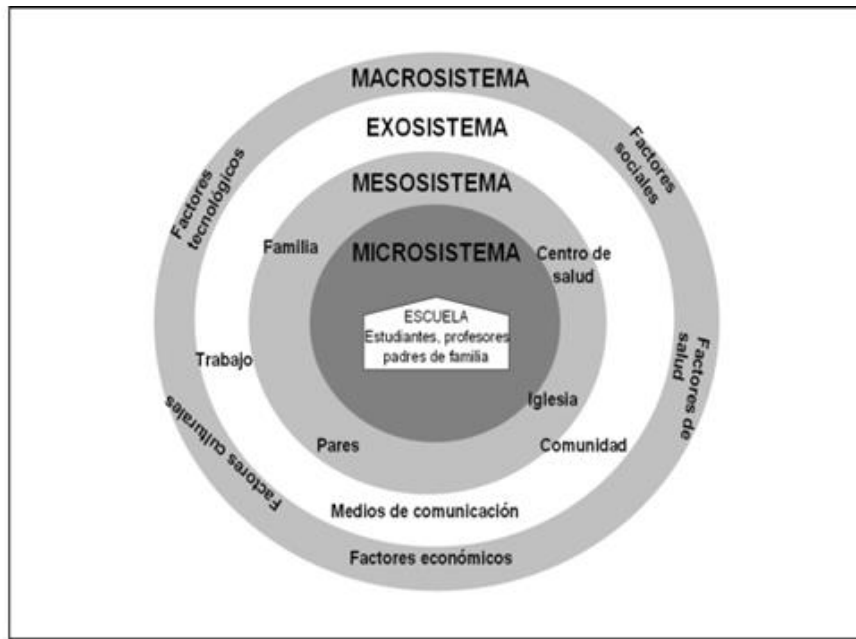 MACROSISTEMA
EXOSISTEMA
Factores
sociales
Factores
tecnológicos
MESOSISTEMA
Familia
MICROSISTEMA
Centro de
salud
ESCUELA
Estudiantes, profesores
padres de familia
Trabajo
Factores de
salud
Iglesia
Factores culturales
Pares
Comunidad
Medios de comunicación
Factores económicos